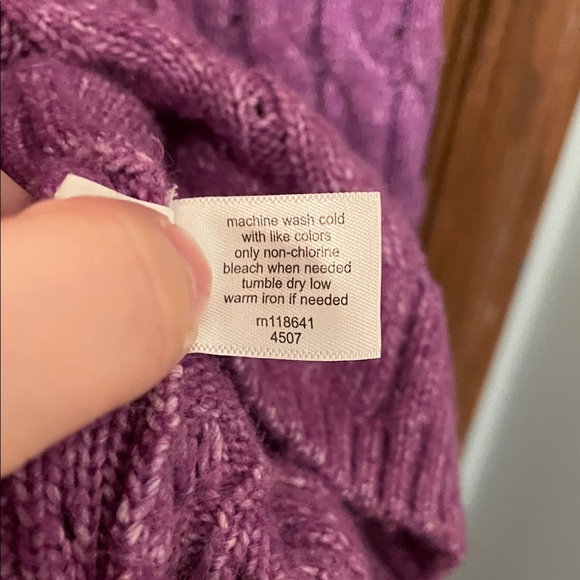 machine wash cold
with like colors
only non-chlorine
bleach when needed
tumble dry low
warm iron if needed
rn118641
4507